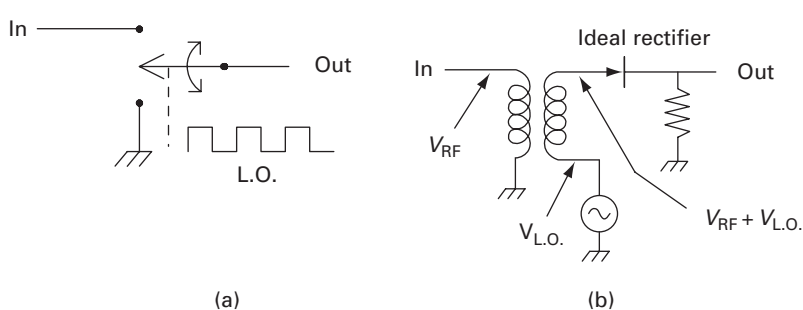 In
Out
L.O.
(a)
Ideal rectifier
In
Out
V_RF
V_L.O.
V_RF + V_L.O.
(b)